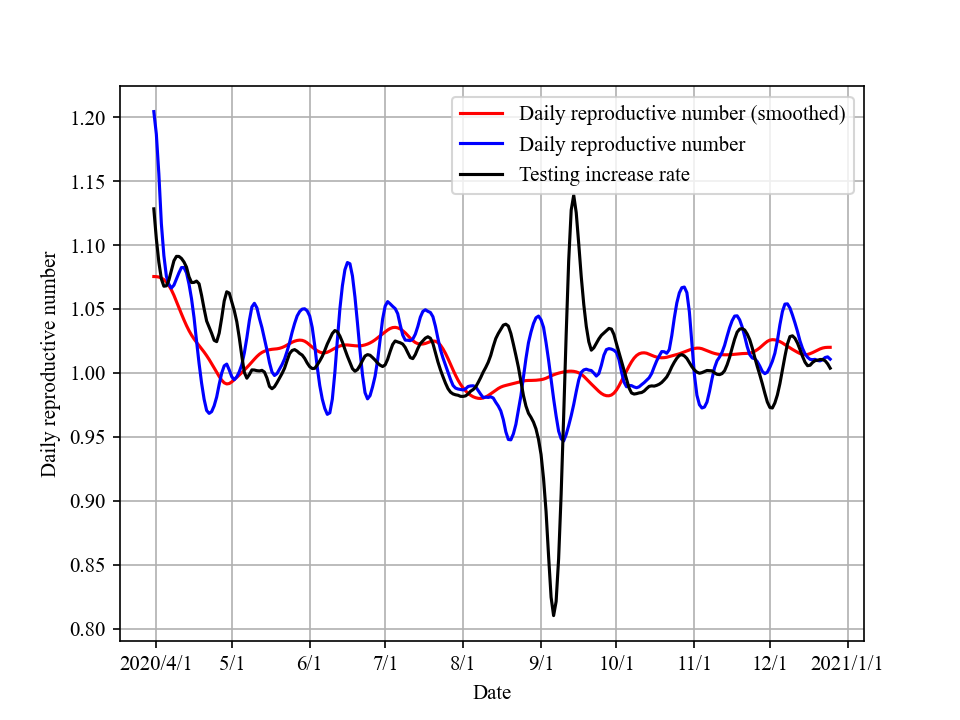 Daily reproductive number (smoothed)
Daily reproductive number
Testing increase rate
Daily reproductive number
1.20
1.15
1.10
1.05
1.00
0.95
0.90
0.85
0.80
2020/4/1 5/1 6/1 7/1 8/1 9/1 10/1 11/1 12/1 2021/1/1
Date